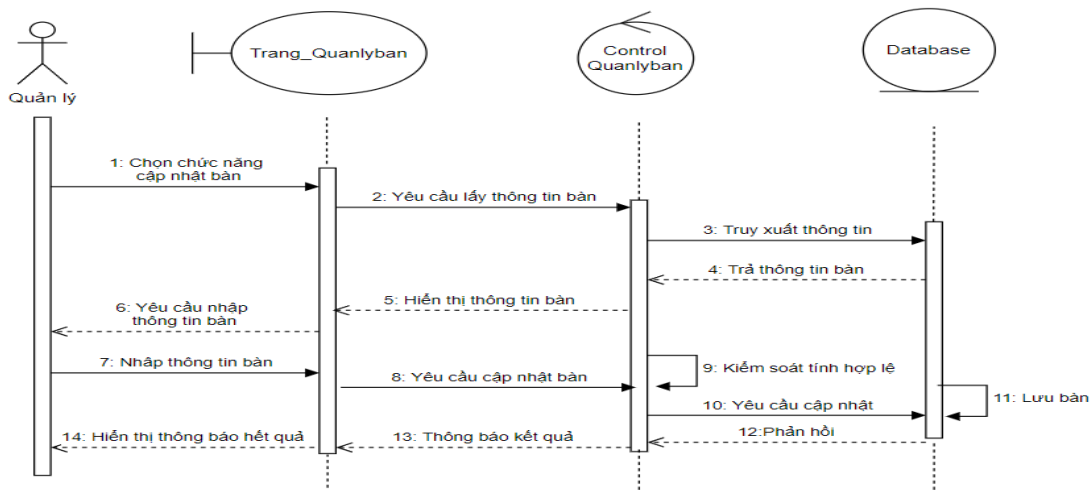 Quản lý
Trang_Quanlyban
Control
Quanlyban
Database
1: Chọn chức năng
cập nhật bàn
2: Yêu cầu lấy thông tin bàn
3: Truy xuất thông tin
4: Trả thông tin bàn
5: Hiển thị thông tin bàn
6: Yêu cầu nhập
thông tin bàn
7: Nhâp thông tin bàn
8: Yêu cầu cập nhật bàn
9: Kiểm soát tính hợp lệ
10: Yêu cầu cập nhật
11: Lưu bàn
12:Phản hồi
13: Thông báo kết quả
14: Hiển thị thông báo hết quả